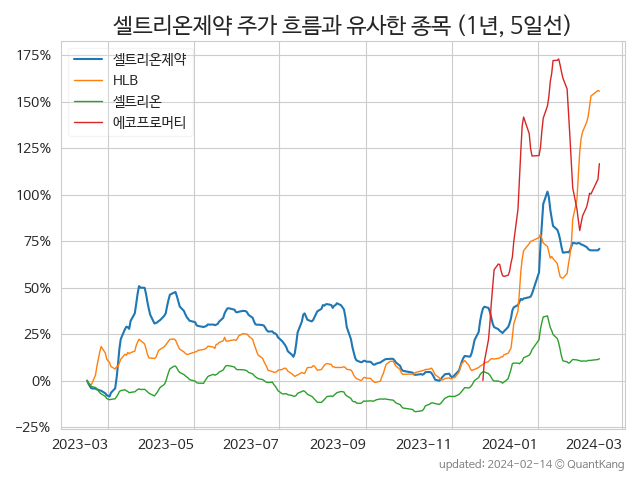 셀트리온제약 주가 흐름과 유사한 종목 (1년, 5일선)
셀트리온제약
HLB
셀트리온
에코프로머티
175%
150%
125%
100%
75%
50%
25%
0%
−25%
2023-03
2023-05
2023-07
2023-09
2023-11
2024-01
2024-03
updated: 2024-02-14 © QuantKang